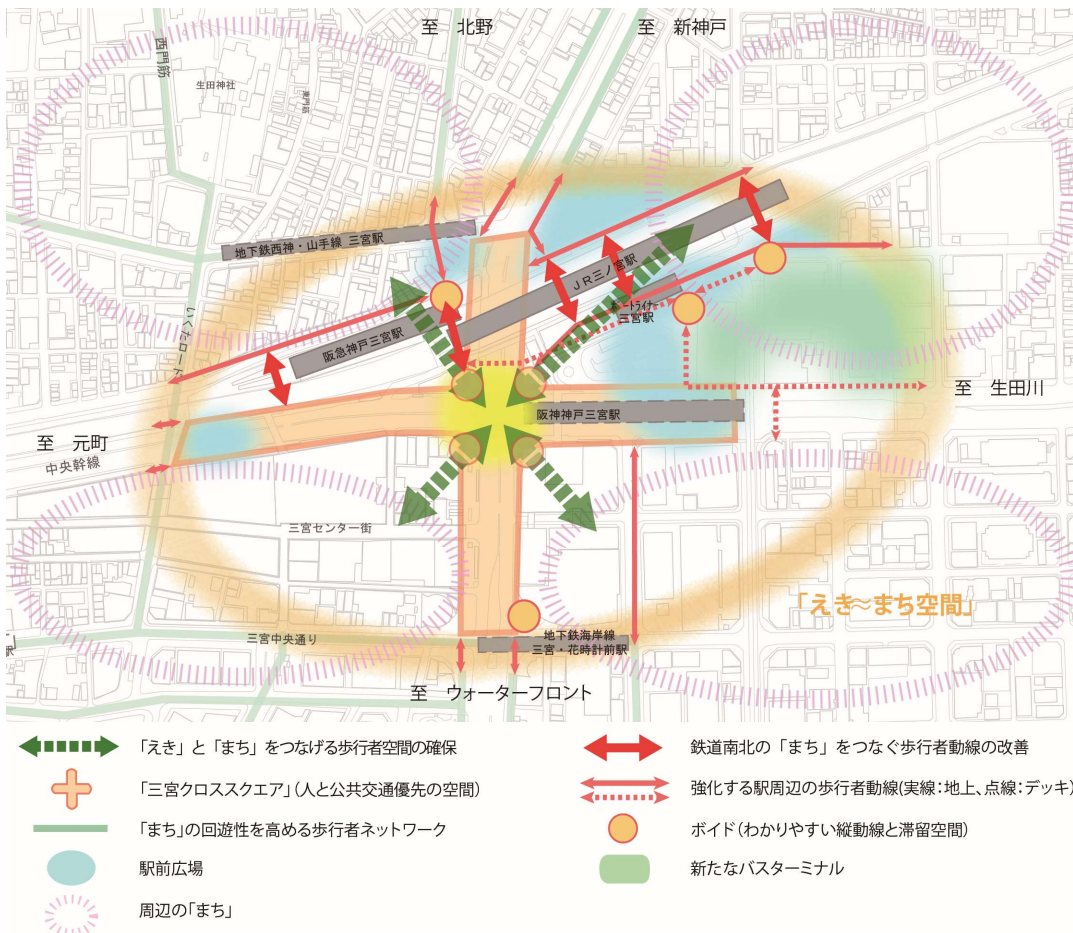 至 北野
至 新神戸
西門筋
生田神社
東門筋
地下鉄西神・山手線 三宮駅
JR三ノ宮駅
ポートライナー
三宮駅
いくたロード
阪急神戸三宮駅
至 生田川
阪神神戸三宮駅
至 元町
中央幹線
三宮センター街
「えき~まち空間」
三宮中央通り
地下鉄海岸線
三宮・花時計前駅
至 ウォーターフロント
「えき」と「まち」をつなげる歩行者空間の確保
鉄道南北の「まち」をつなぐ歩行者動線の改善
「三宮クロススクエア」(人と公共交通優先の空間)
強化する駅周辺の歩行者動線(実線:地上、点線:デッキ)
「まち」の回遊性を高める歩行者ネットワーク
ボイド(わかりやすい縦動線と滞留空間)
駅前広場
新たなバスターミナル
周辺の「まち」